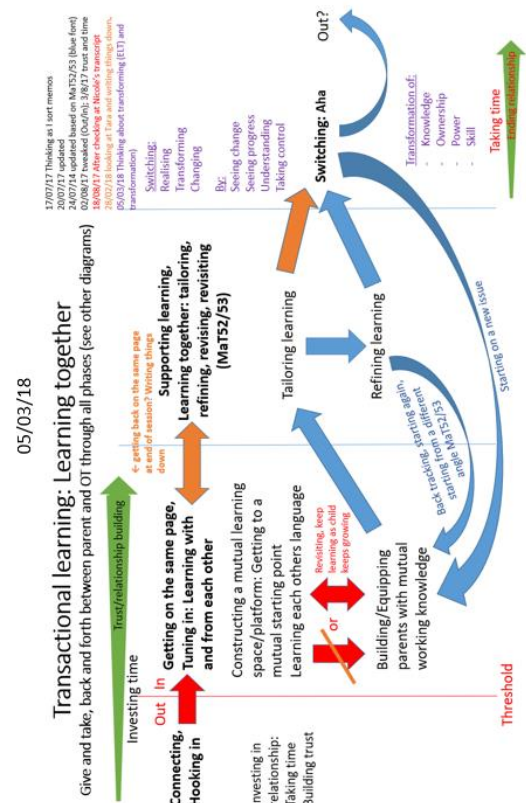 05/03/18
Transactional learning: Learning together
Give and take, back and forth between parent and OT through all phases (see other diagrams)
17/07/17 Thinking as I sort memos
20/07/17 updated
24/07/14 updated based on MaT52/53 (blue font)
02/08/17 tweaked (Out/in); 3/8/17 trust and time
18/08/17 After checking at Nicole's transcript
28/02/18 looking at Tara and writing things down,
05/03/18 Thinking about transforming (ELT) and
transformation)
Trust/relationship building
Investing time
Out In
Connecting,
Hooking in
Getting on the same page,
Tuning in: Learning with
and from each other
← getting back on the same page
at end of session? Writing things
down
Supporting learning,
Learning together: tailoring,
refining, revising, revisiting
(MaT52/53)
Switching:
Realising
Transforming
Changing
By:
Seeing change
Seeing progress
Understanding
Taking control
Investing in
relationship:
Taking time
Building trust
Constructing a mutual learning
space/platform: Getting to a
mutual starting point
Learning each others language
or
Revisiting, keep
learning as child
keeps growing
Building/Equipping
parents with mutual
working knowledge
Tailoring learning
Refining learning
Back tracking, starting again,
starting from a different
angle MaT52/53
Switching: Aha
Out?
Starting on a new issue
Transformation of:
- Knowledge
- Ownership
- Power
- Skill
Threshold
Taking time
Ending relationship